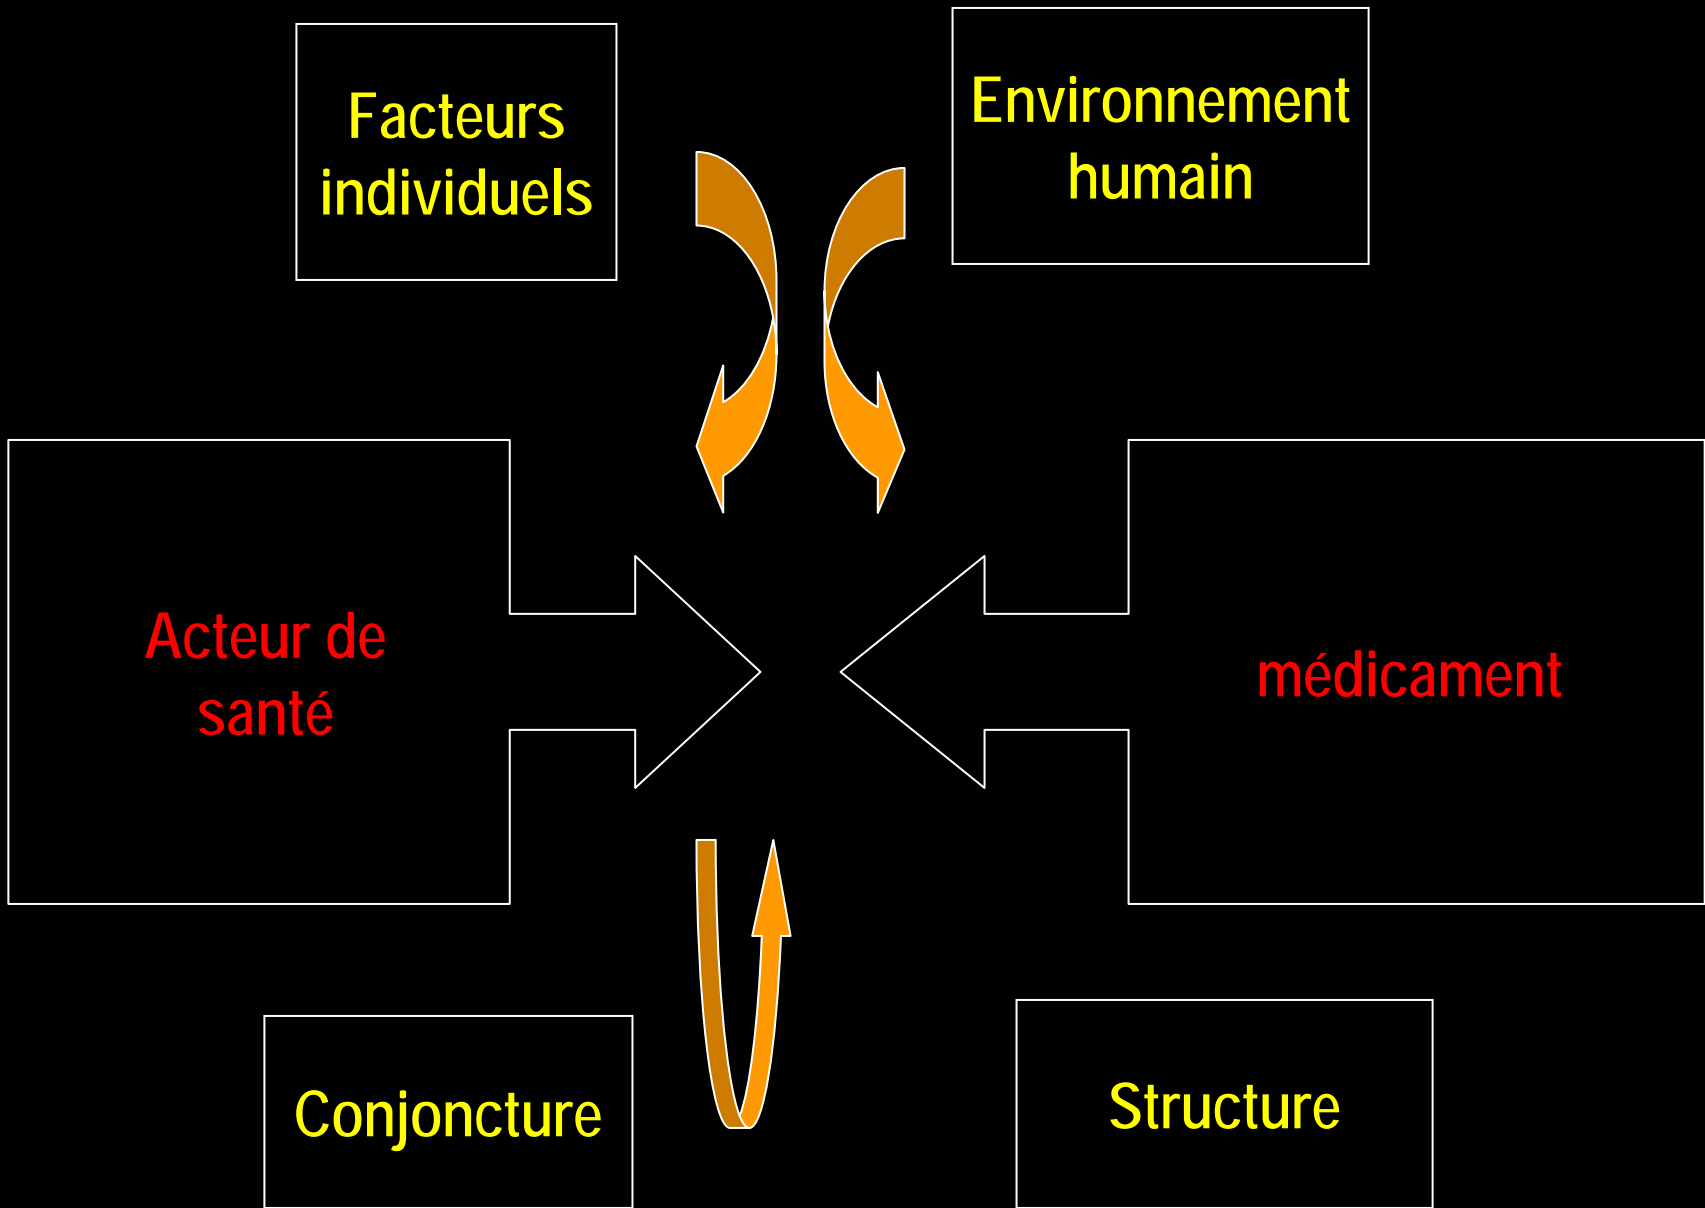 Facteurs
individuels
Environnement
humain
Acteur de
santé
médicament
Conjoncture
Structure